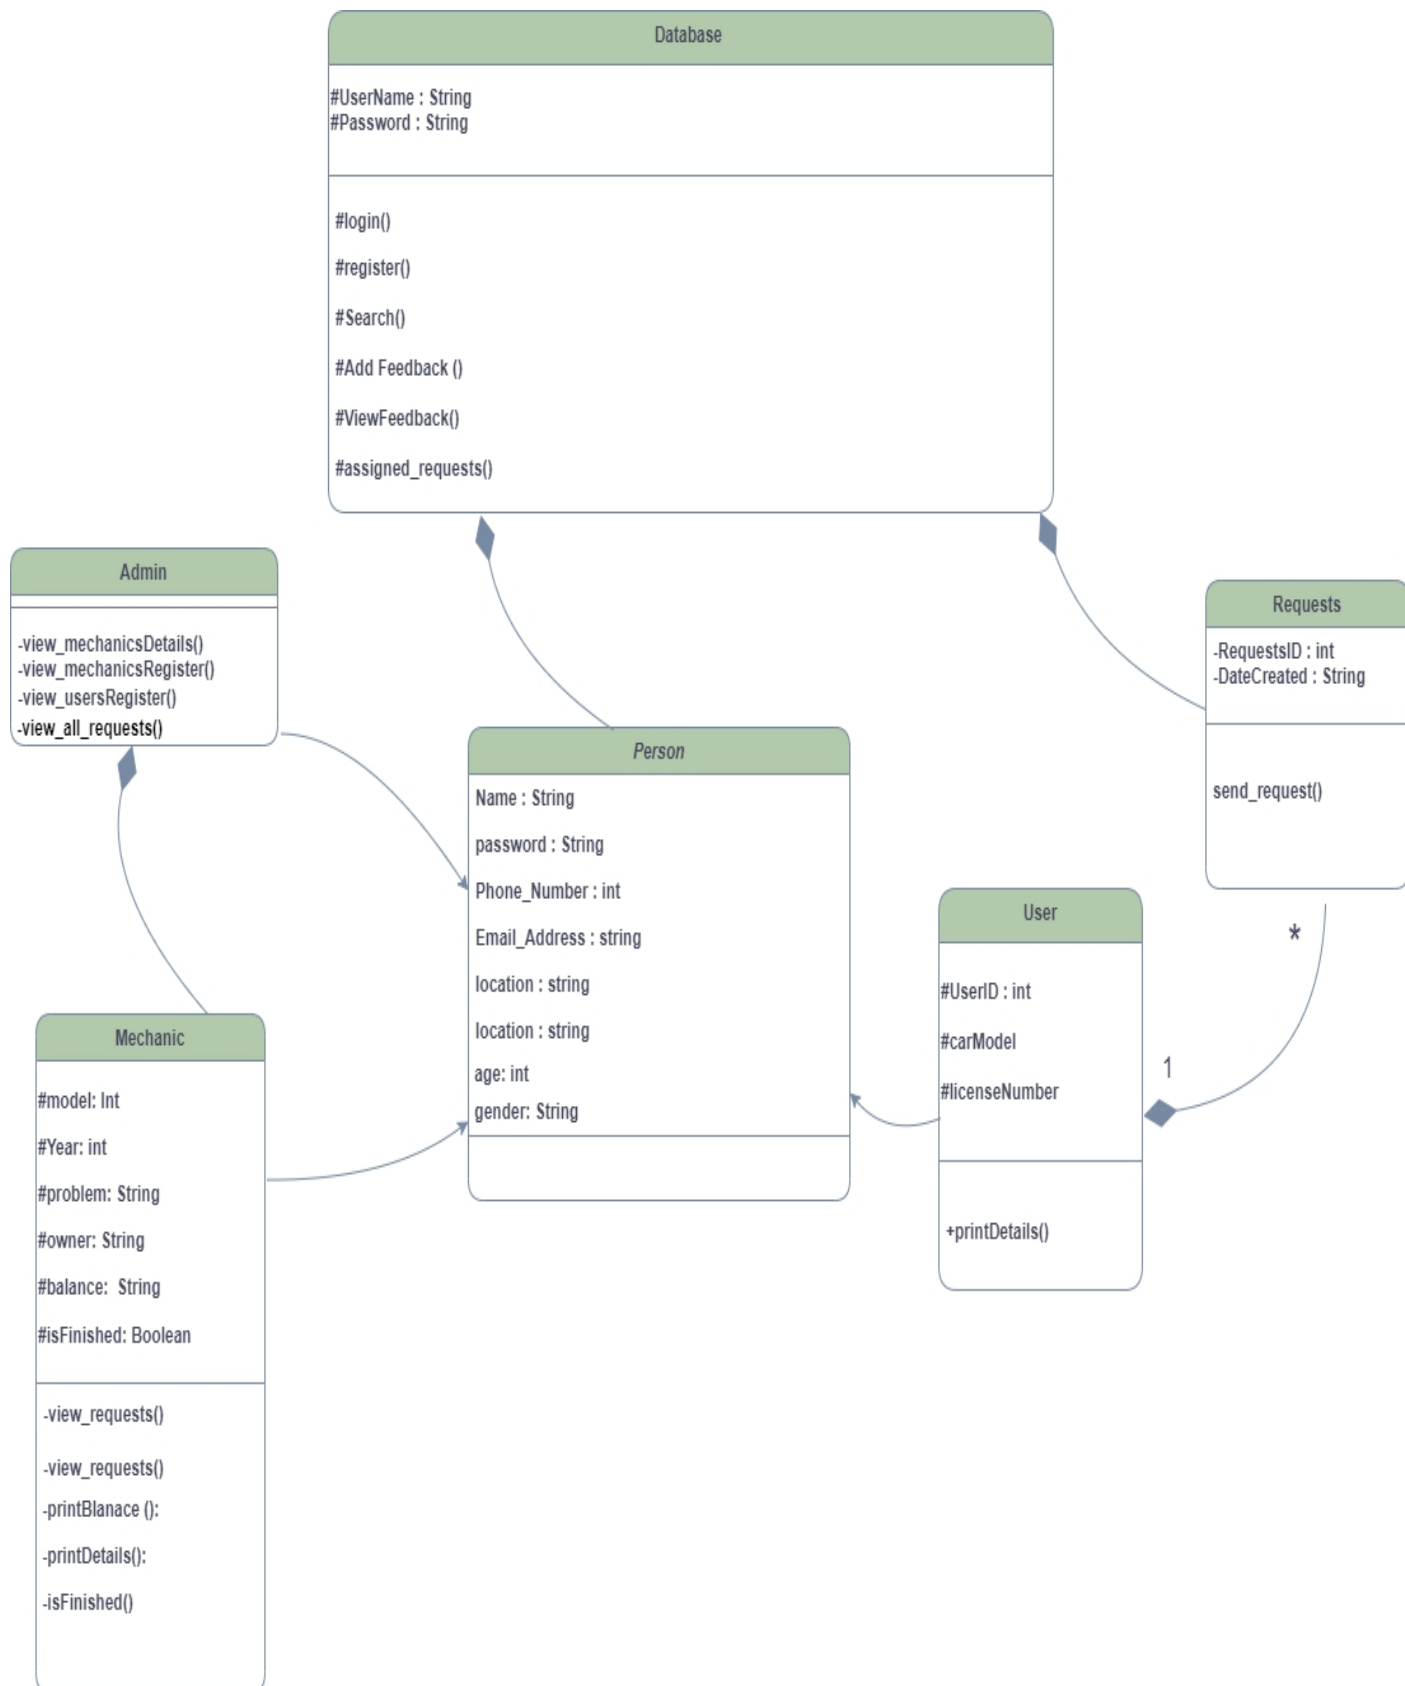 Database
#UserName : String
#Password : String
#login()
#register()
#Search()
#Add Feedback ()
#ViewFeedback()
#assigned_requests()
Admin
-view_mechanicsDetails()
-view_mechanicsRegister()
-view_usersRegister()
-view_all_requests()
Requests
-RequestsID : int
-DateCreated : String
send_request()
Person
Name : String
password : String
Phone_Number : int
Email_Address : string
location : string
location : string
age: int
gender: String
User
#UserID : int
#carModel
#licenseNumber
+printDetails()
*
1
Mechanic
#model: Int
#Year: int
#problem: String
#owner: String
#balance:  String
#isFinished: Boolean
-view_requests()
-view_requests()
-printBlanace ():
-printDetails():
-isFinished()